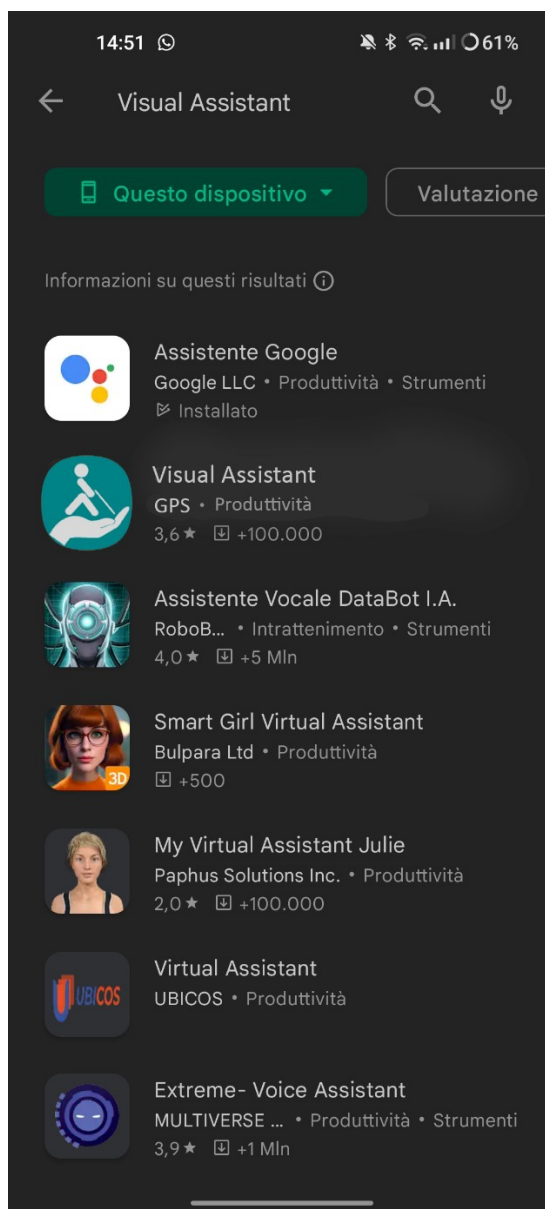 14:51 61%
Visual Assistant
Questo dispositivo Valutazione
Informazioni su questi risultati
Assistente Google
Google LLC • Produttività • Strumenti
Installato
Visual Assistant
GPS • Produttività
3,6★ +100.000
Assistente Vocale DataBot I.A.
RoboB... • Intrattenimento • Strumenti
4,0★ +5 Mln
Smart Girl Virtual Assistant
3D
Bulpara Ltd • Produttività
+500
My Virtual Assistant Julie
Paphus Solutions Inc. • Produttività
2,0★ +100.000
Virtual Assistant
UBICOS
UBICOS • Produttività
Extreme- Voice Assistant
MULTIVERSE ... • Produttività • Strumenti
3,9★ +1 Mln